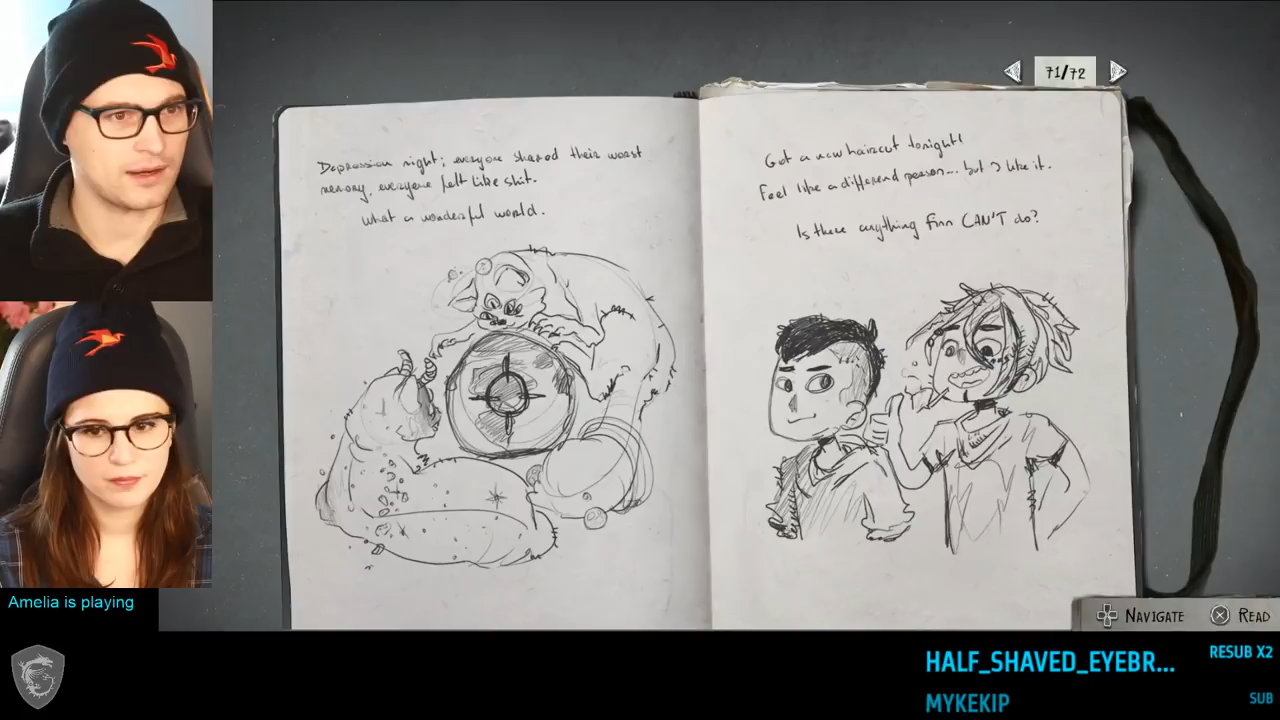 71/72
Depression night; everyone shared their worst
memory, everyone felt like shit.
What a wonderful world.
Got a new haircut tonight!
Feel like a different person... but I like it.
Is there anything Finn CAN'T do?
NAVIGATE
READ
Amelia is playing
HALF_SHAVED_EYEBR...
RESUB X2
MYKEKIP
SUB